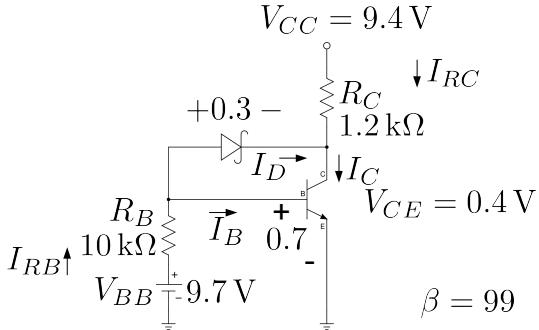 V_CC = 9.4 V
I_RC
R_C
1.2 kΩ
+0.3 −
I_D
C
I_C
V_CE = 0.4 V
B
E
R_B
10 kΩ
I_B
+
0.7
-
I_RB
V_BB
+
−
9.7 V
β = 99